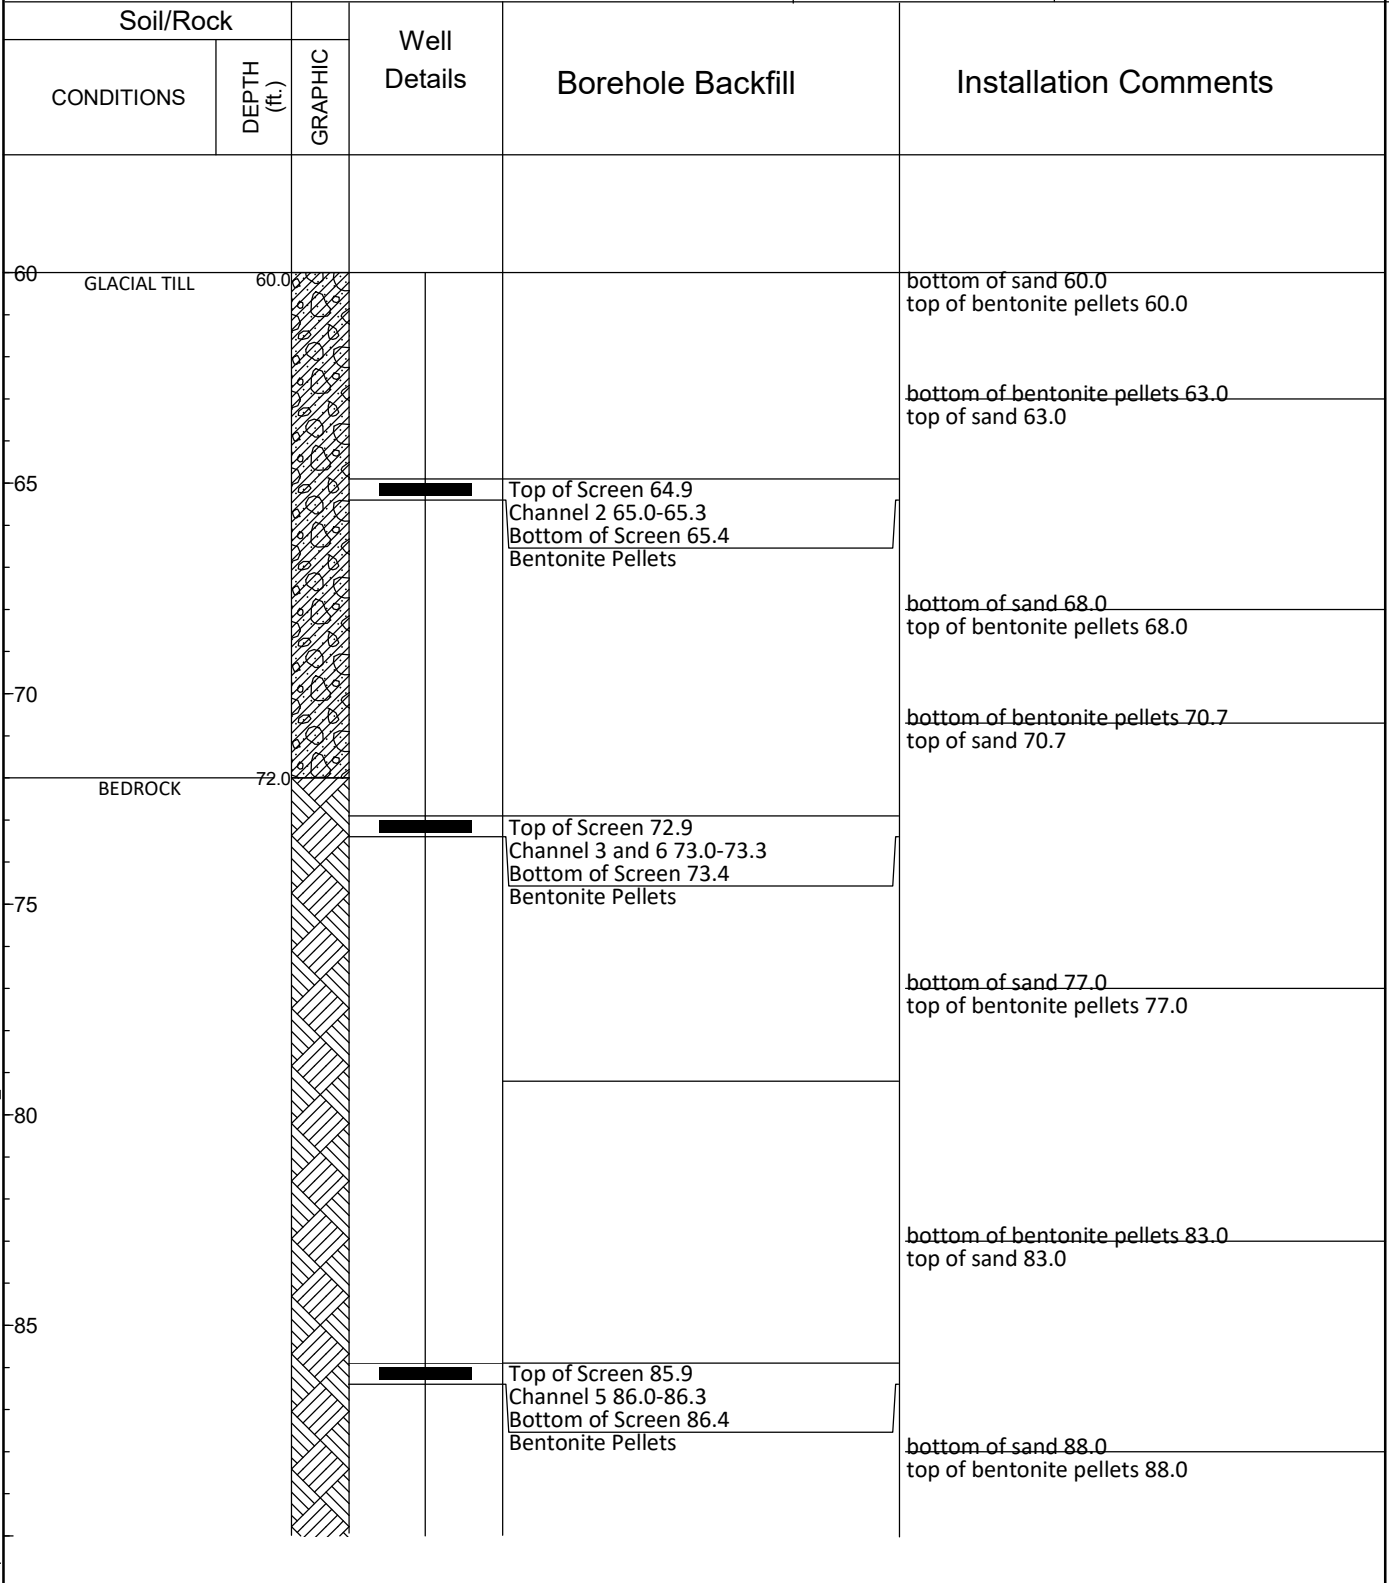 Soil/Rock
CONDITIONS
DEPTH
(ft.)
GRAPHIC
Well
Details
Borehole Backfill
Installation Comments
60
GLACIAL TILL
60.0
bottom of sand 60.0
top of bentonite pellets 60.0
bottom of bentonite pellets 63.0
top of sand 63.0
65
Top of Screen 64.9
Channel 2 65.0-65.3
Bottom of Screen 65.4
Bentonite Pellets
bottom of sand 68.0
top of bentonite pellets 68.0
70
bottom of bentonite pellets 70.7
top of sand 70.7
72.0
BEDROCK
Top of Screen 72.9
Channel 3 and 6 73.0-73.3
Bottom of Screen 73.4
Bentonite Pellets
75
bottom of sand 77.0
top of bentonite pellets 77.0
80
bottom of bentonite pellets 83.0
top of sand 83.0
85
Top of Screen 85.9
Channel 5 86.0-86.3
Bottom of Screen 86.4
Bentonite Pellets
bottom of sand 88.0
top of bentonite pellets 88.0